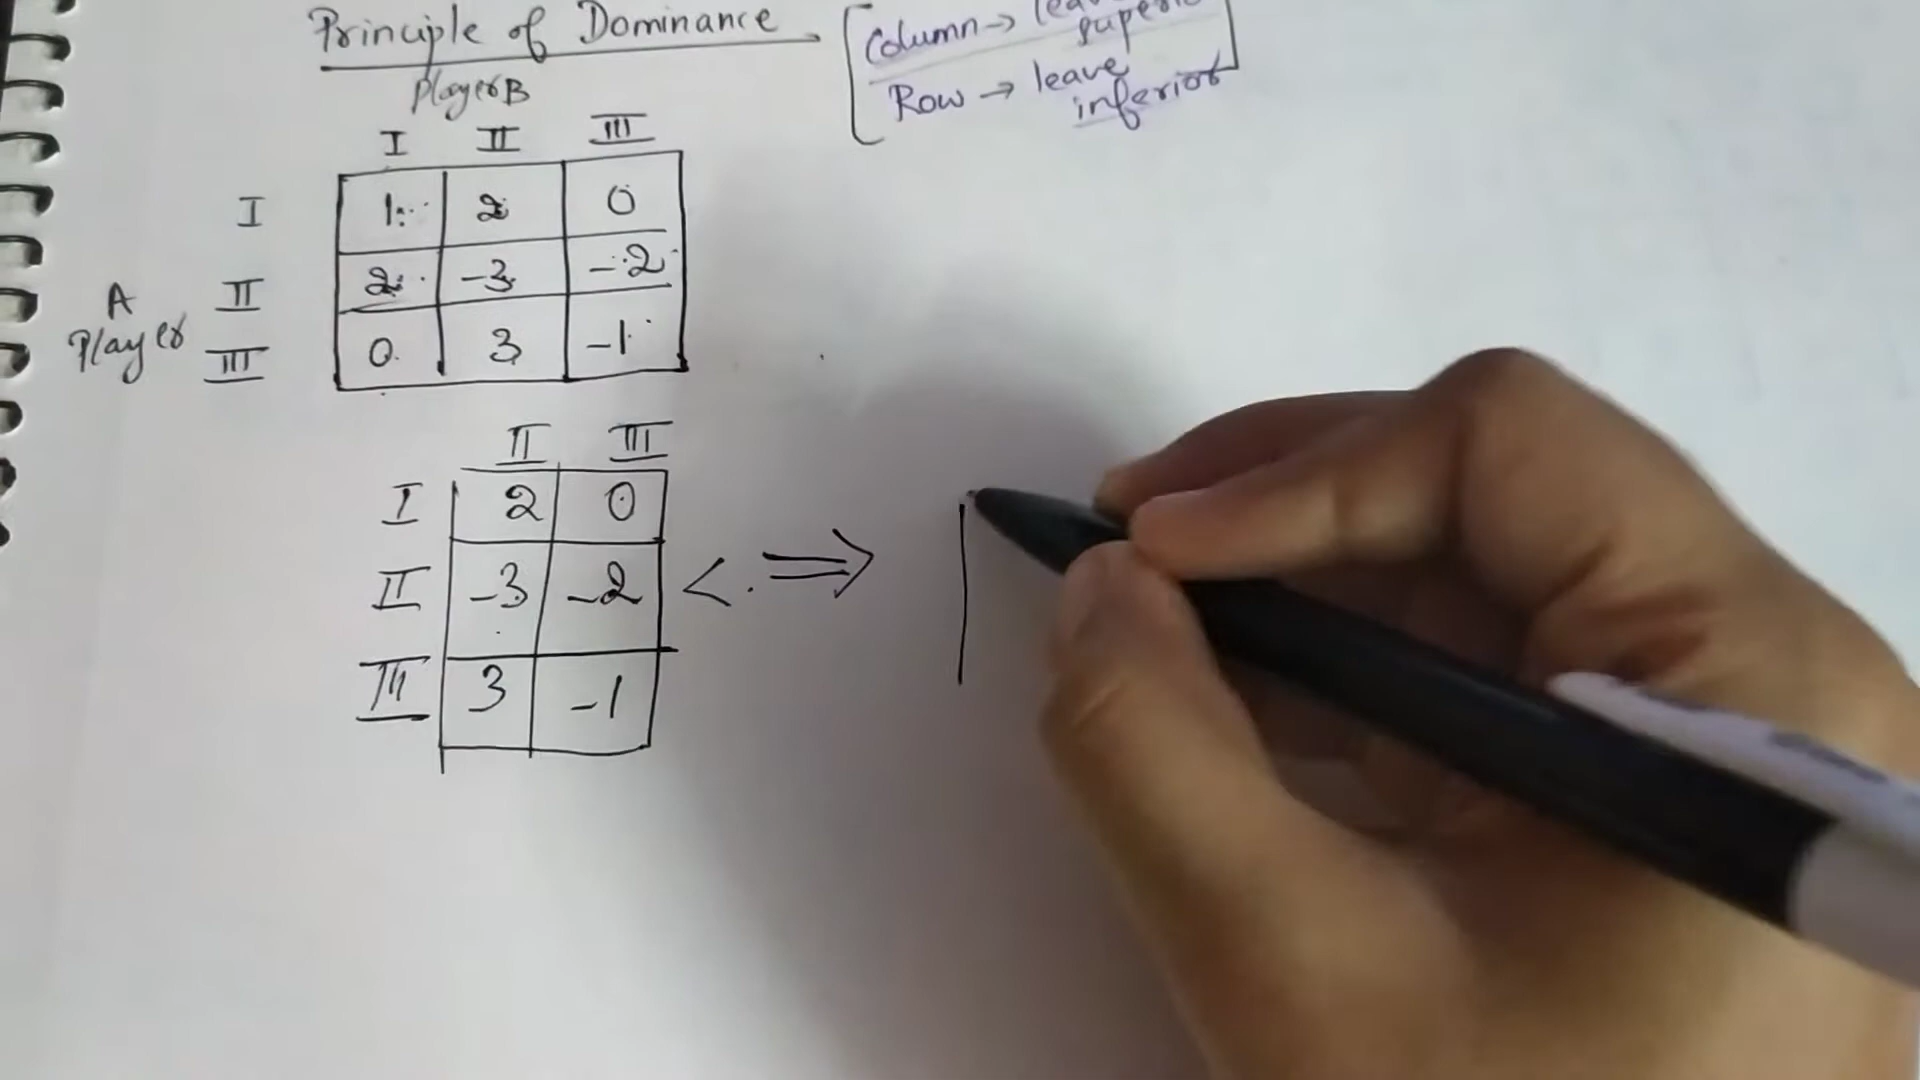 Principle of Dominance
Column → leave
Row → leave
inferior
Player B
I II III
I 1 2 0
II 2 -3 -2
III 0 3 -1
A
Player
II III
I 2 0
II -3 -2 < ⇒
III 3 -1